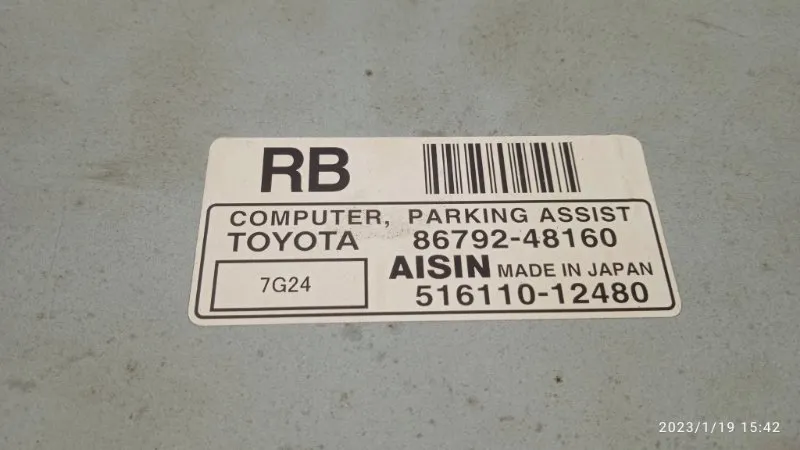 RB
COMPUTER, PARKING ASSIST
TOYOTA 86792-48160
AISIN MADE IN JAPAN
7G24
516110-12480
2023/1/19 15:42